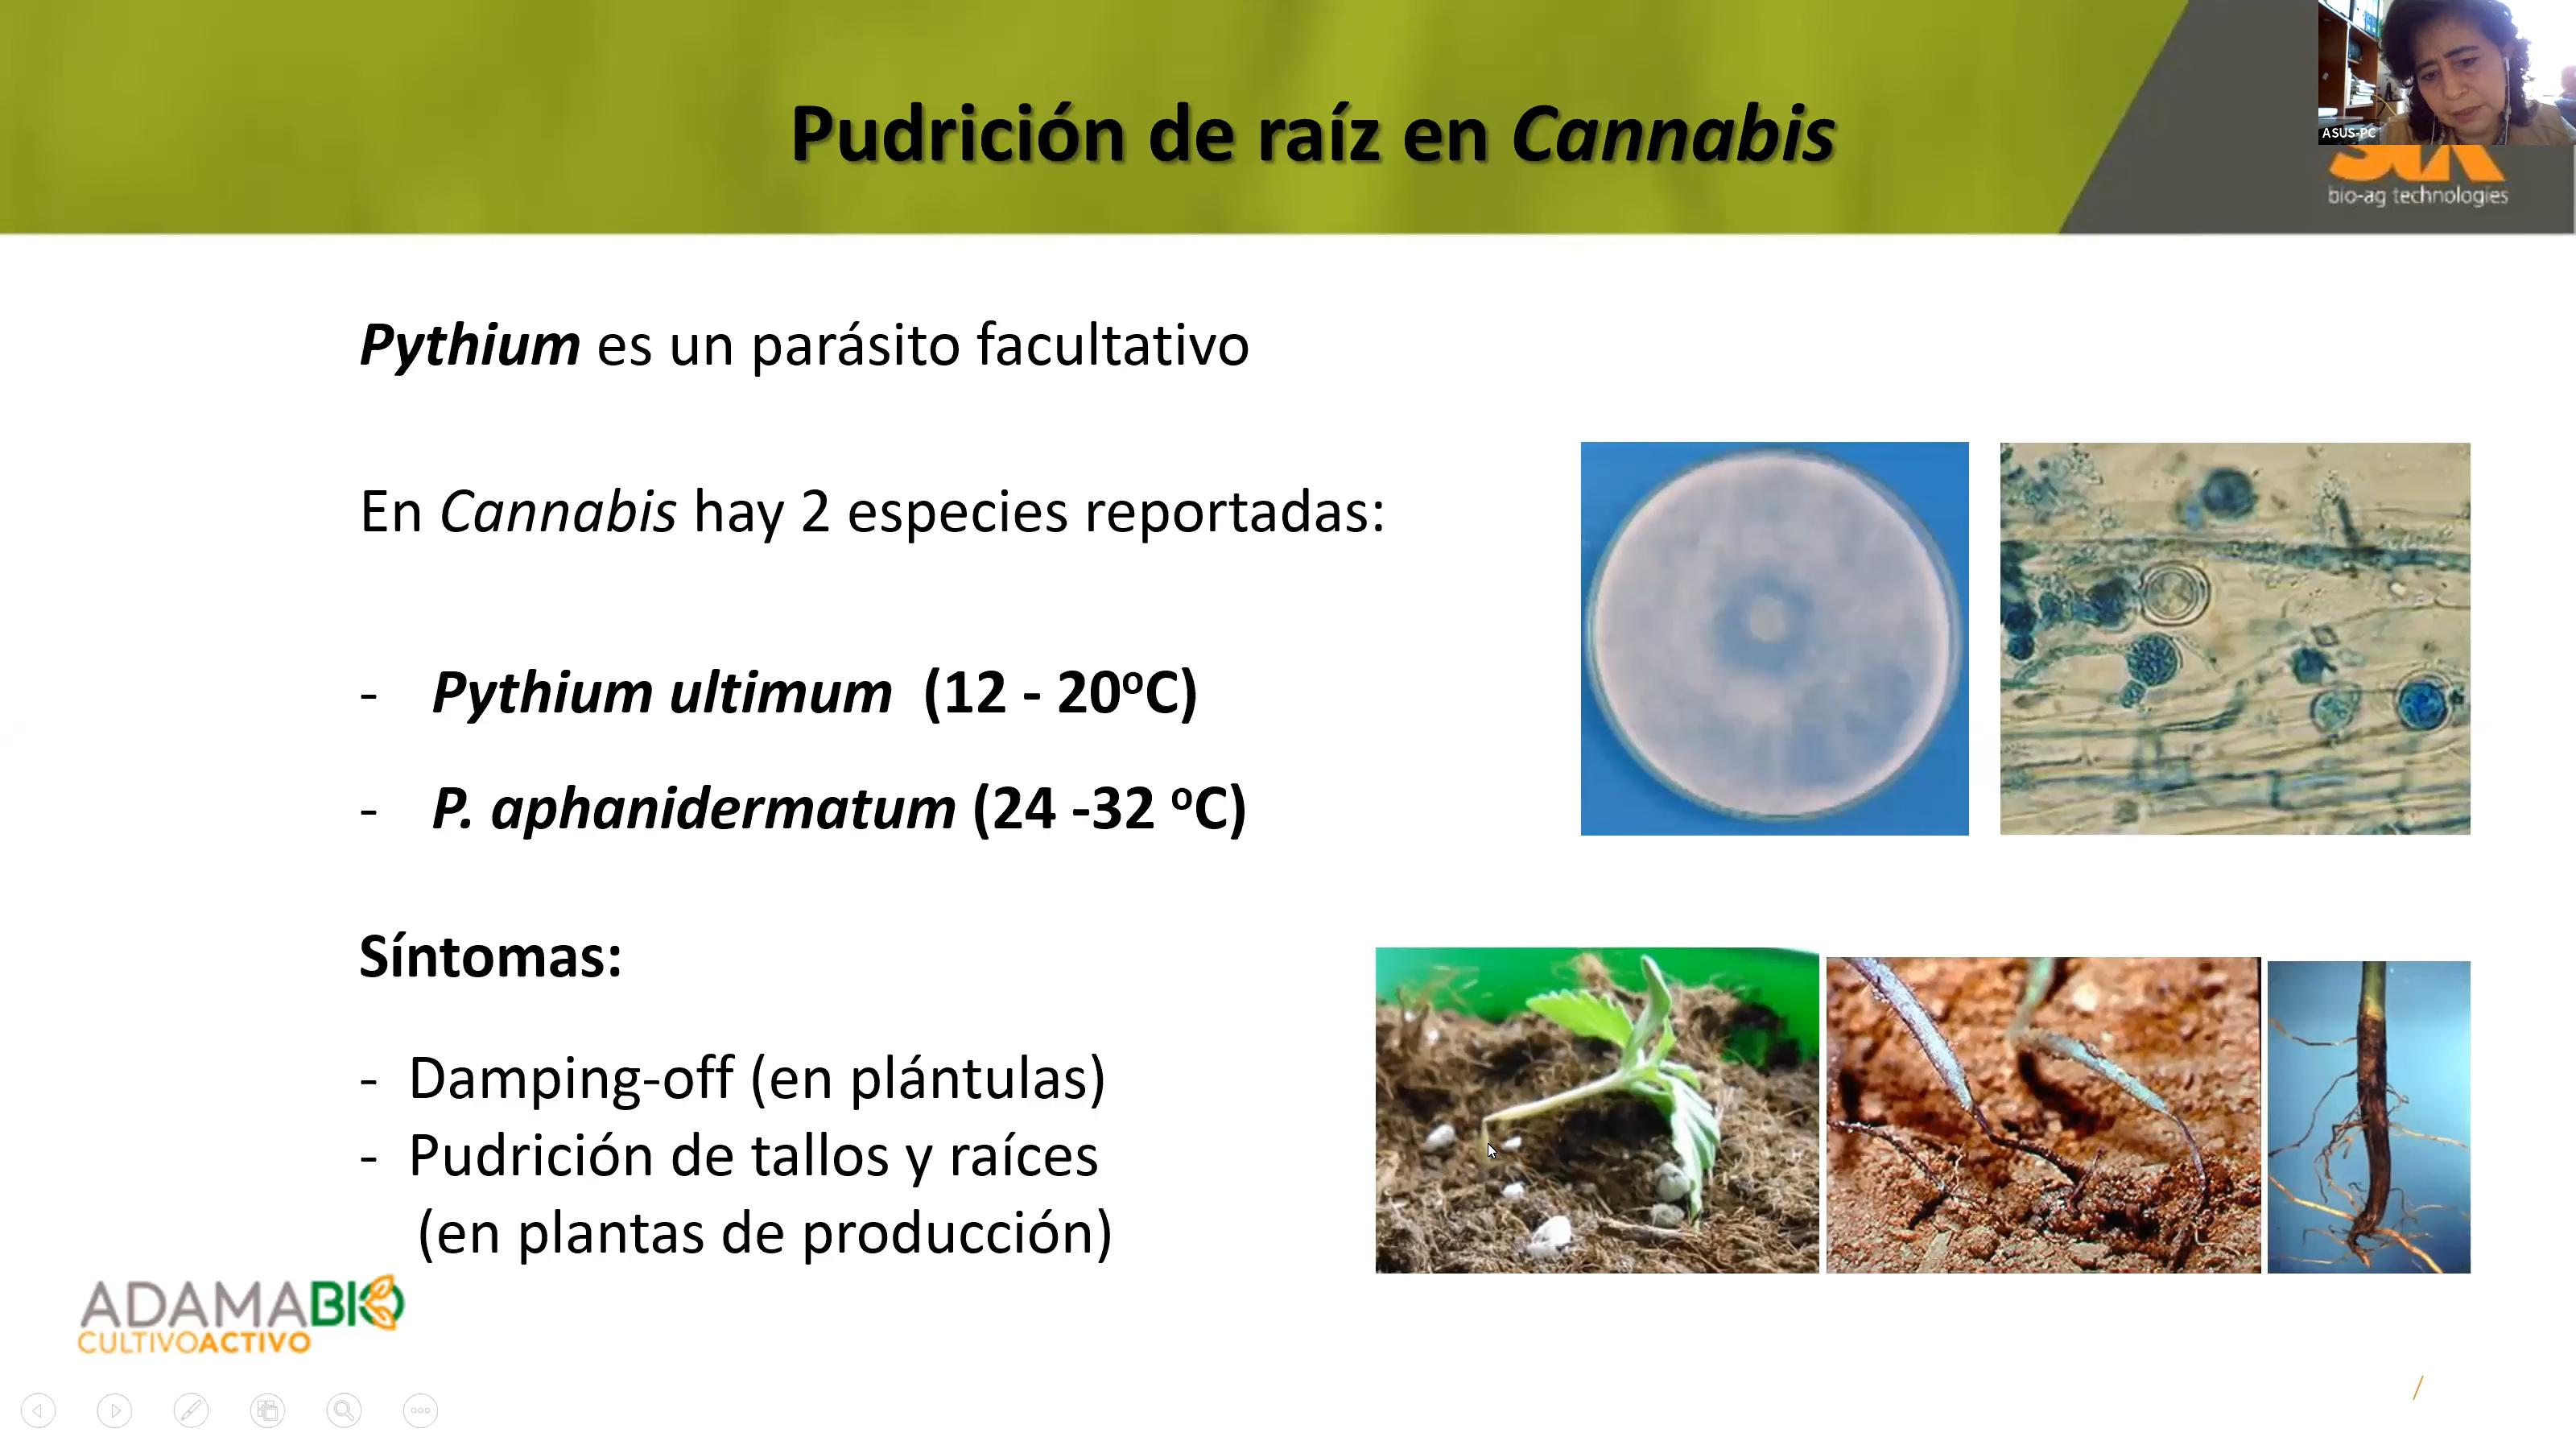 Pudrición de raíz en Cannabis
ASUS-PC
bio-ag technologies
Pythium es un parásito facultativo
En Cannabis hay 2 especies reportadas:
- Pythium ultimum (12 - 20°C)
- P. aphanidermatum (24 -32 °C)
Síntomas:
- Damping-off (en plántulas)
- Pudrición de tallos y raíces
(en plantas de producción)
ADAMABIO
CULTIVOACTIVO
/